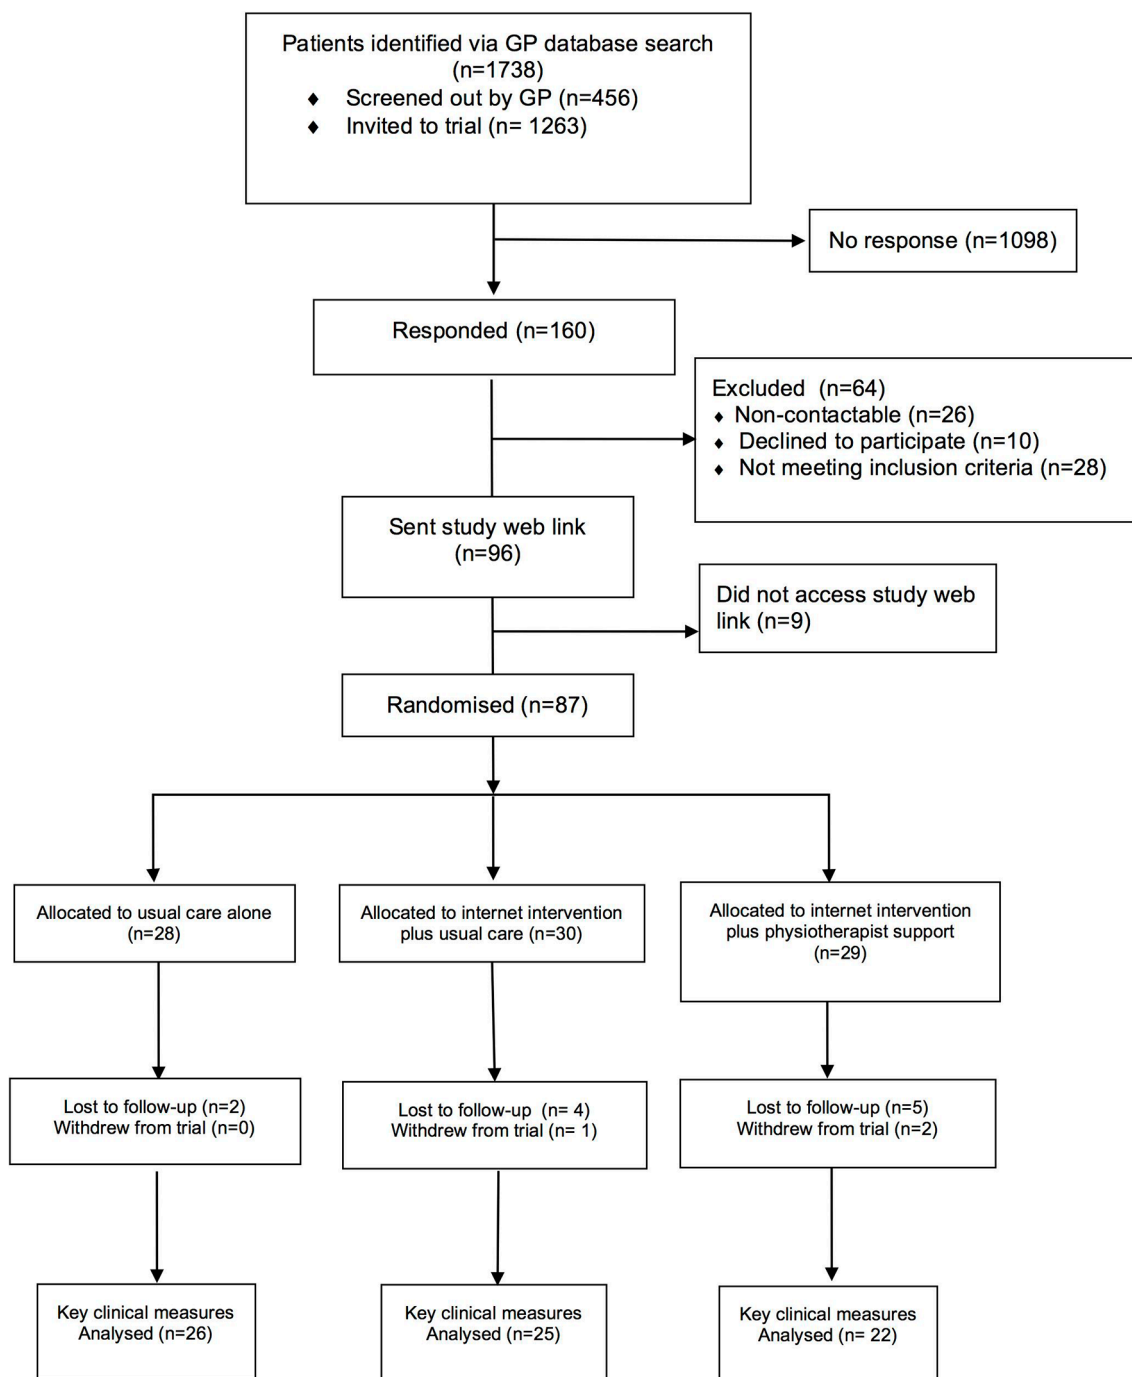 Patients identified via GP database search
(n=1738)
♦ Screened out by GP (n=456)
♦ Invited to trial (n= 1263)
No response (n=1098)
Responded (n=160)
Excluded (n=64)
♦ Non-contactable (n=26)
♦ Declined to participate (n=10)
♦ Not meeting inclusion criteria (n=28)
Sent study web link
(n=96)
Did not access study web
link (n=9)
Randomised (n=87)
Allocated to usual care alone
(n=28)
Allocated to internet intervention
plus usual care (n=30)
Allocated to internet intervention
plus physiotherapist support
(n=29)
Lost to follow-up (n=2)
Withdrew from trial (n=0)
Lost to follow-up (n= 4)
Withdrew from trial (n= 1)
Lost to follow-up (n=5)
Withdrew from trial (n=2)
Key clinical measures
Analysed (n=26)
Key clinical measures
Analysed (n=25)
Key clinical measures
Analysed (n= 22)